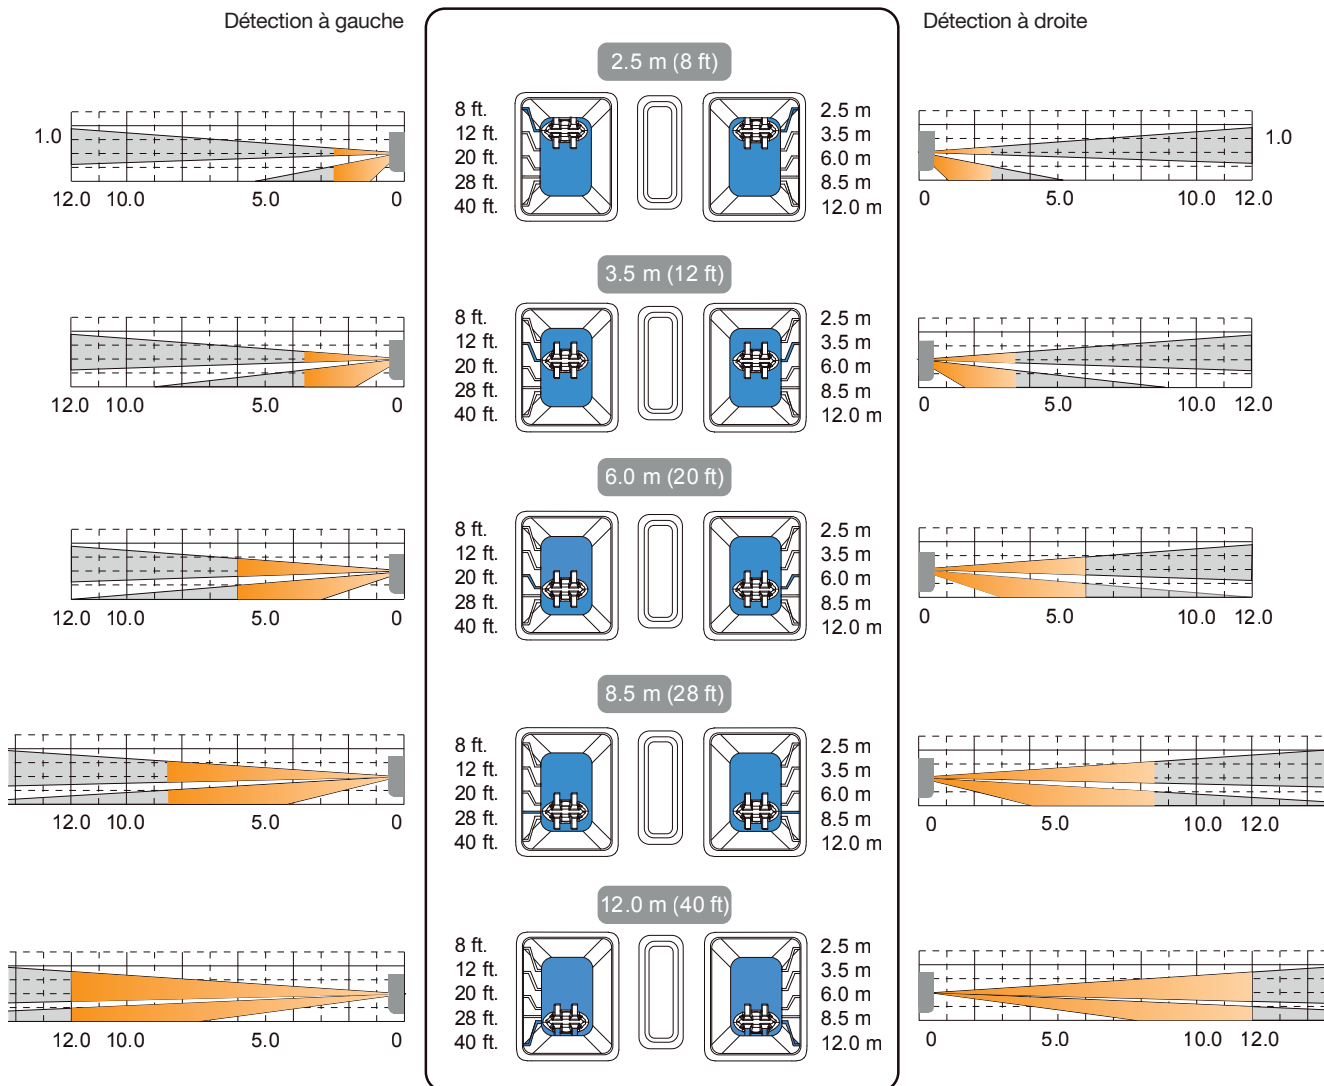 Détection à gauche
Détection à droite
2.5 m (8 ft)
8 ft.
12 ft.
20 ft.
28 ft.
40 ft.
2.5 m
3.5 m
6.0 m
8.5 m
12.0 m
1.0
12.0 10.0 5.0 0
1.0
0 5.0 10.0 12.0
3.5 m (12 ft)
8 ft.
12 ft.
20 ft.
28 ft.
40 ft.
2.5 m
3.5 m
6.0 m
8.5 m
12.0 m
12.0 10.0 5.0 0
0 5.0 10.0 12.0
6.0 m (20 ft)
8 ft.
12 ft.
20 ft.
28 ft.
40 ft.
2.5 m
3.5 m
6.0 m
8.5 m
12.0 m
12.0 10.0 5.0 0
0 5.0 10.0 12.0
8.5 m (28 ft)
8 ft.
12 ft.
20 ft.
28 ft.
40 ft.
2.5 m
3.5 m
6.0 m
8.5 m
12.0 m
12.0 10.0 5.0 0
0 5.0 10.0 12.0
12.0 m (40 ft)
8 ft.
12 ft.
20 ft.
28 ft.
40 ft.
2.5 m
3.5 m
6.0 m
8.5 m
12.0 m
12.0 10.0 5.0 0
0 5.0 10.0 12.0